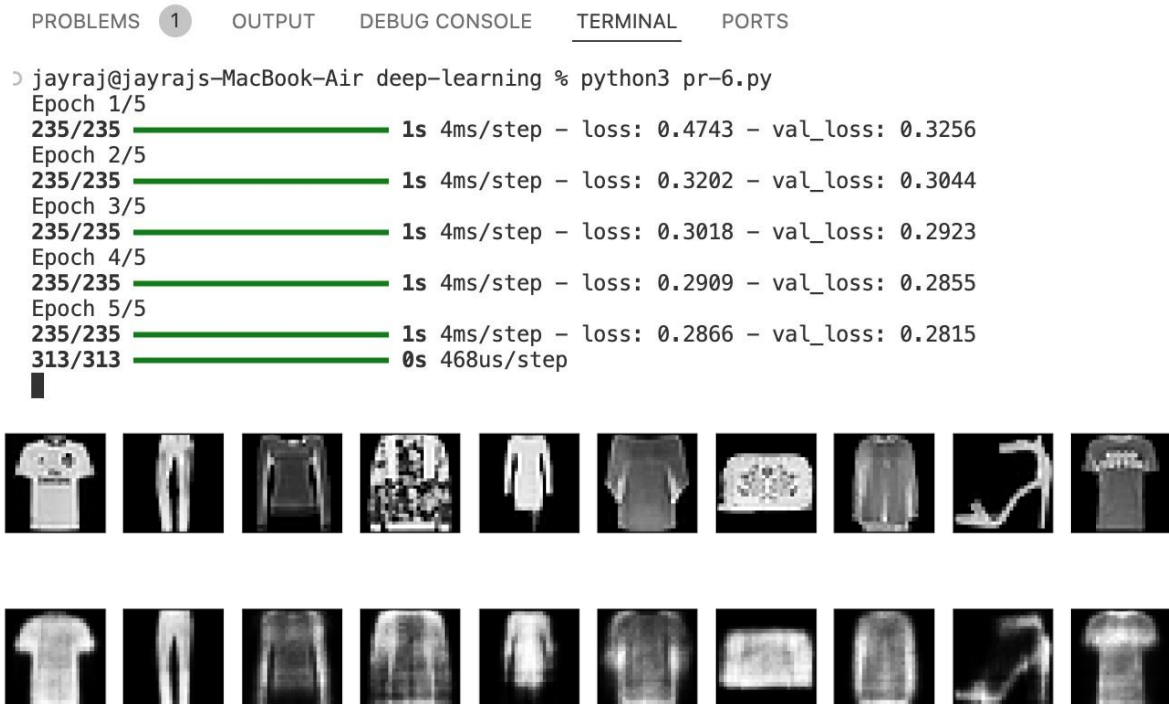 PROBLEMS 1 OUTPUT DEBUG CONSOLE TERMINAL PORTS
jayraj@jayrajs-MacBook-Air deep-learning % python3 pr-6.py
Epoch 1/5
235/235 1s 4ms/step - loss: 0.4743 - val_loss: 0.3256
Epoch 2/5
235/235 1s 4ms/step - loss: 0.3202 - val_loss: 0.3044
Epoch 3/5
235/235 1s 4ms/step - loss: 0.3018 - val_loss: 0.2923
Epoch 4/5
235/235 1s 4ms/step - loss: 0.2909 - val_loss: 0.2855
Epoch 5/5
235/235 1s 4ms/step - loss: 0.2866 - val_loss: 0.2815
313/313 0s 468us/step